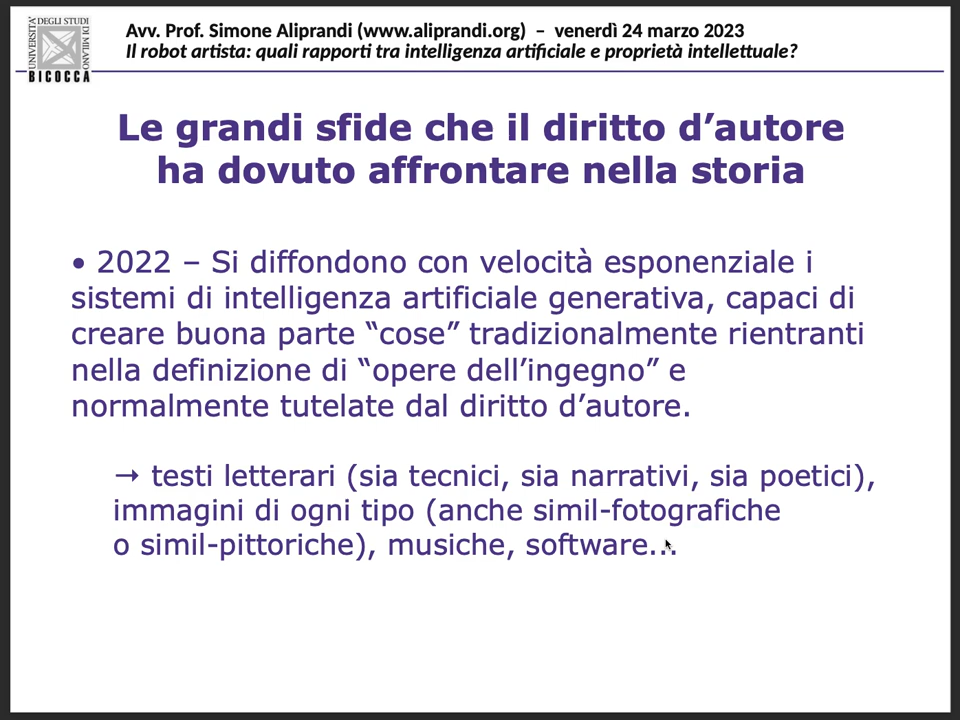 UNIVERSITÀ
DEGLI STUDI
DI MILANO
BICOCCA
Avv. Prof. Simone Aliprandi (www.aliprandi.org) – venerdì 24 marzo 2023
Il robot artista: quali rapporti tra intelligenza artificiale e proprietà intellettuale?
Le grandi sfide che il diritto d’autore
ha dovuto affrontare nella storia
• 2022 – Si diffondono con velocità esponenziale i
sistemi di intelligenza artificiale generativa, capaci di
creare buona parte “cose” tradizionalmente rientranti
nella definizione di “opere dell’ingegno” e
normalmente tutelate dal diritto d’autore.
→ testi letterari (sia tecnici, sia narrativi, sia poetici),
immagini di ogni tipo (anche simil-fotografiche
o simil-pittoriche), musiche, software...